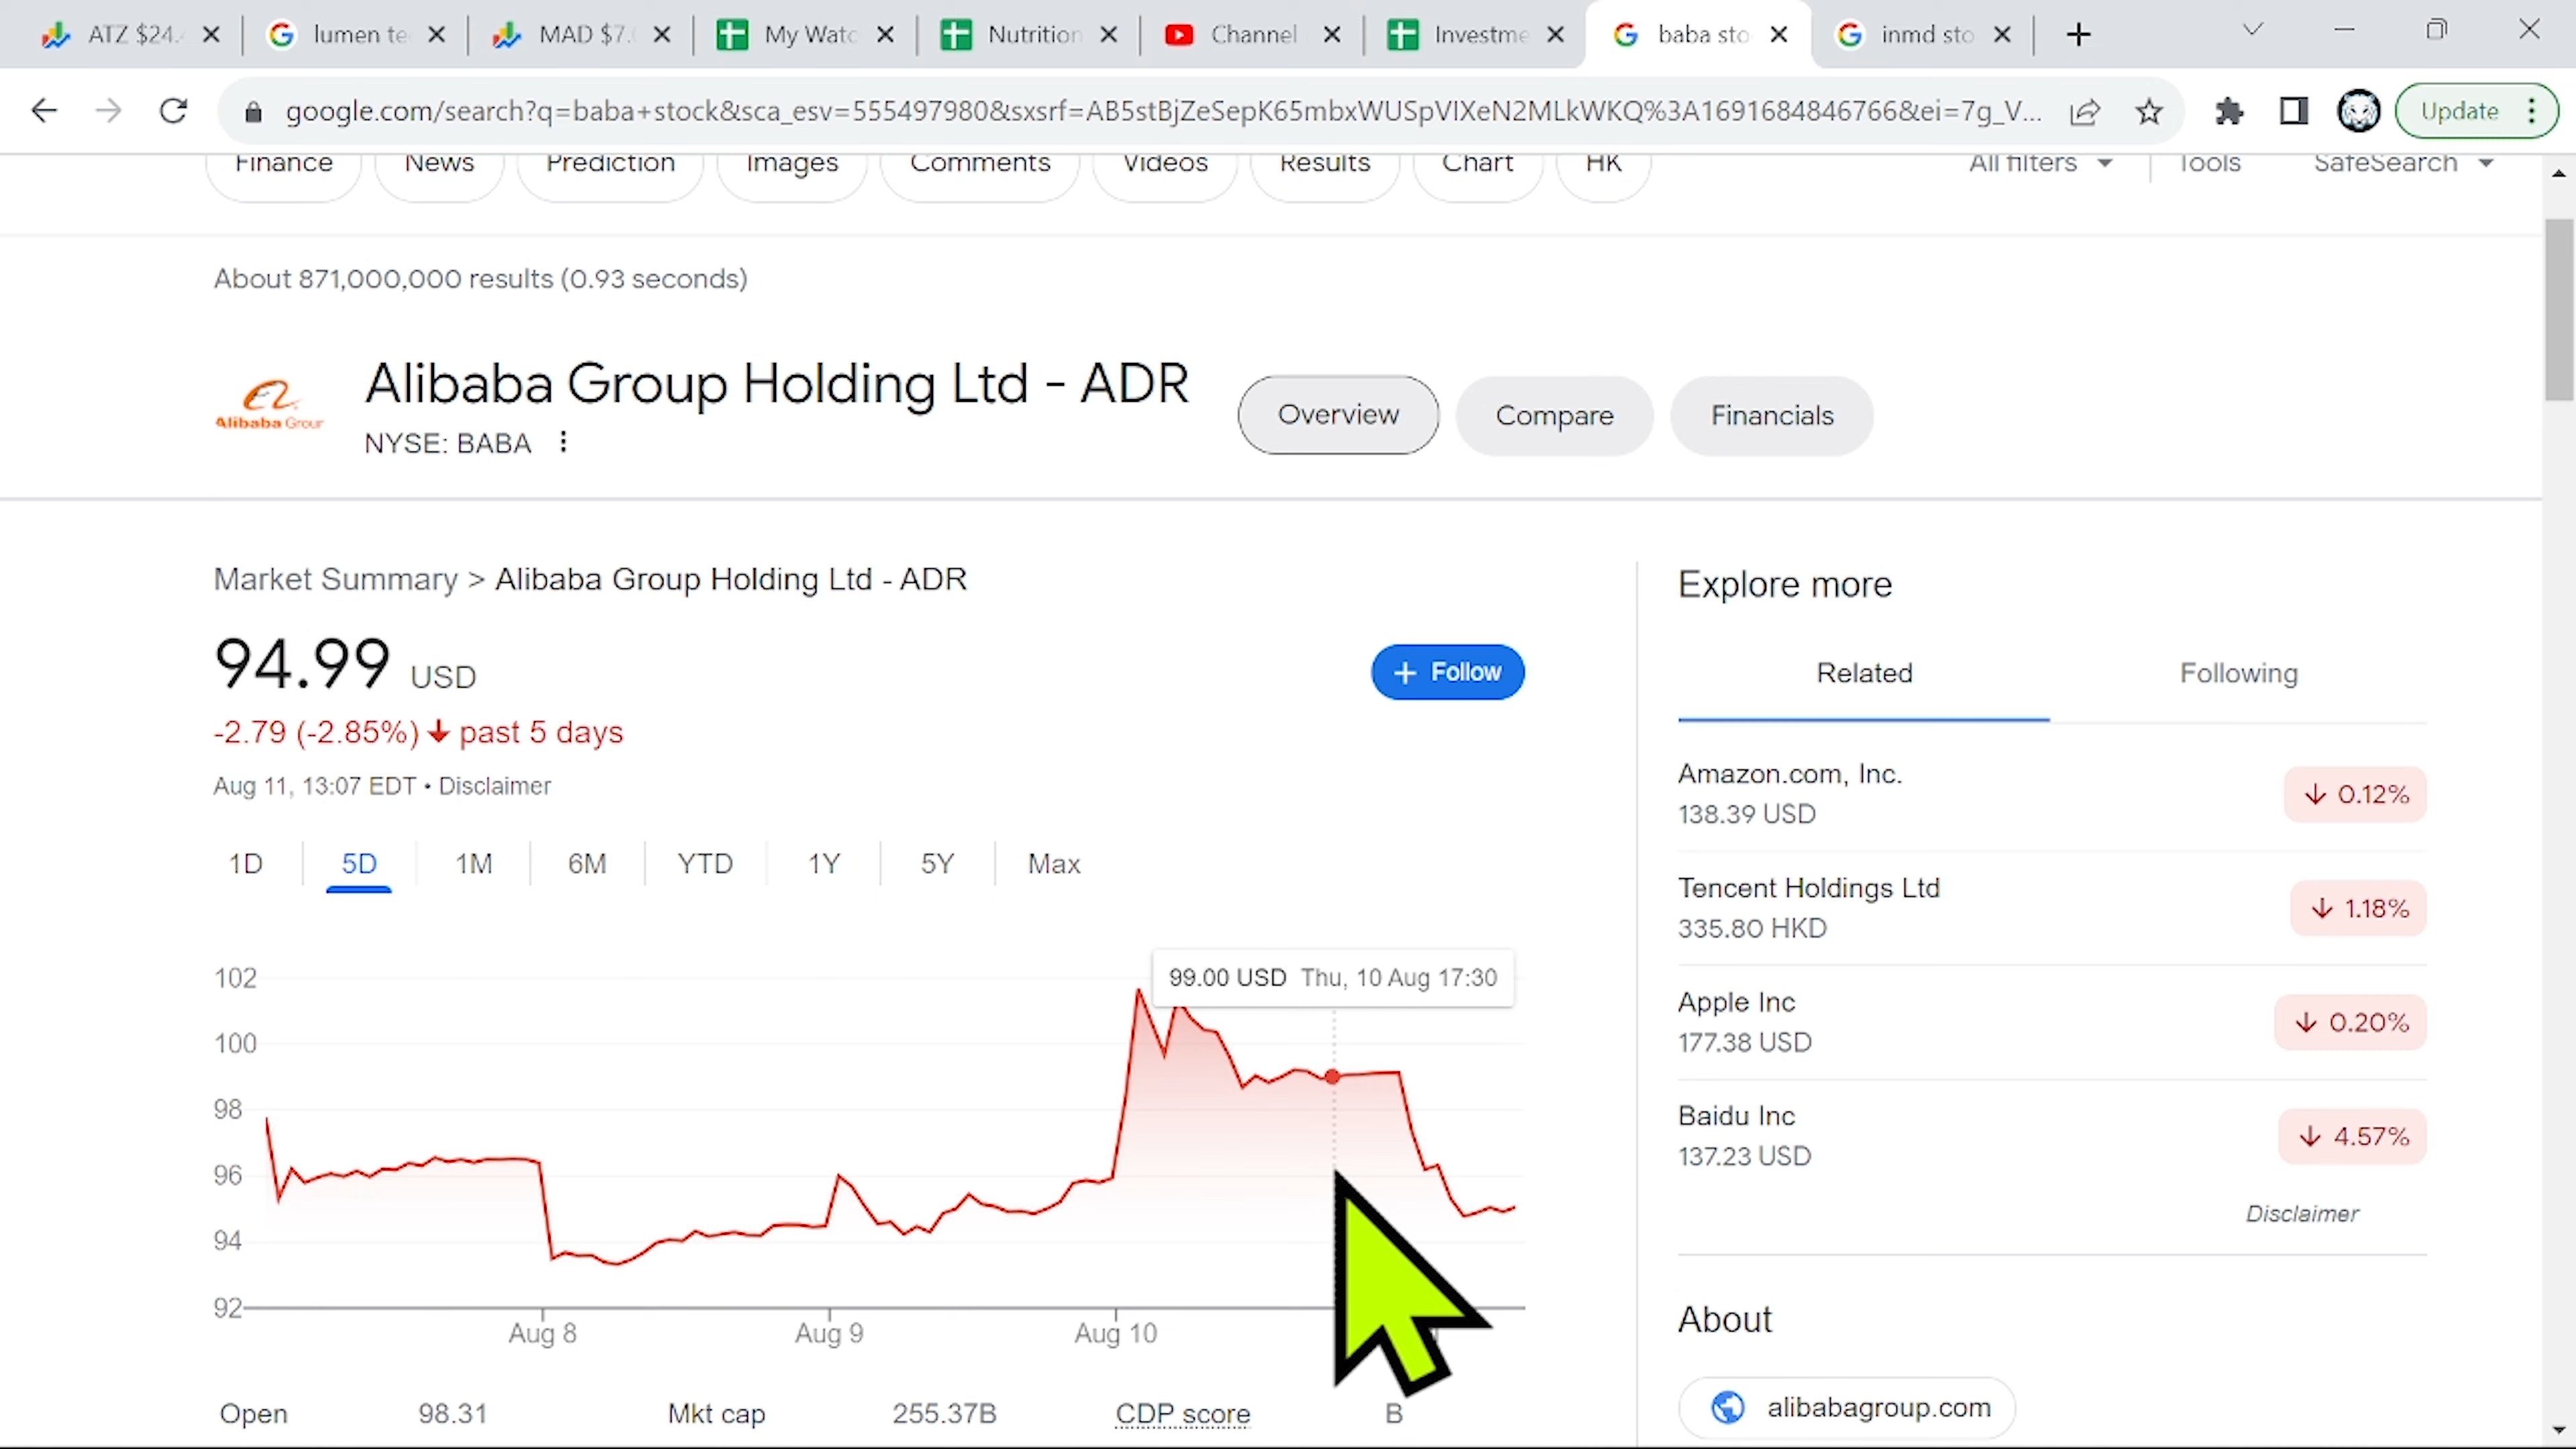 ATZ $24.
lumen te
MAD $7.
My Watc
Nutrition
Channel
Investme
baba sto
inmd sto
google.com/search?q=baba+stock&sca_esv=555497980&sxsrf=AB5stBjZeSepK65mbxWUSpVIXeN2MLkWKQ%3A1691684846766&ei=7g_V...
Update
Finance
News
Prediction
Images
Comments
Videos
Results
Chart
HK
All filters
Tools
SafeSearch
About 871,000,000 results (0.93 seconds)
Alibaba Group
Alibaba Group Holding Ltd - ADR
NYSE: BABA
Overview
Compare
Financials
Market Summary > Alibaba Group Holding Ltd - ADR
94.99 USD
+ Follow
-2.79 (-2.85%) past 5 days
Aug 11, 13:07 EDT • Disclaimer
1D
5D
1M
6M
YTD
1Y
5Y
Max
99.00 USD Thu, 10 Aug 17:30
102
100
98
96
94
92
Aug 8
Aug 9
Aug 10
Open 98.31
Mkt cap 255.37B
CDP score B
Explore more
Related
Following
Amazon.com, Inc.
138.39 USD
0.12%
Tencent Holdings Ltd
335.80 HKD
1.18%
Apple Inc
177.38 USD
0.20%
Baidu Inc
137.23 USD
4.57%
Disclaimer
About
alibabagroup.com